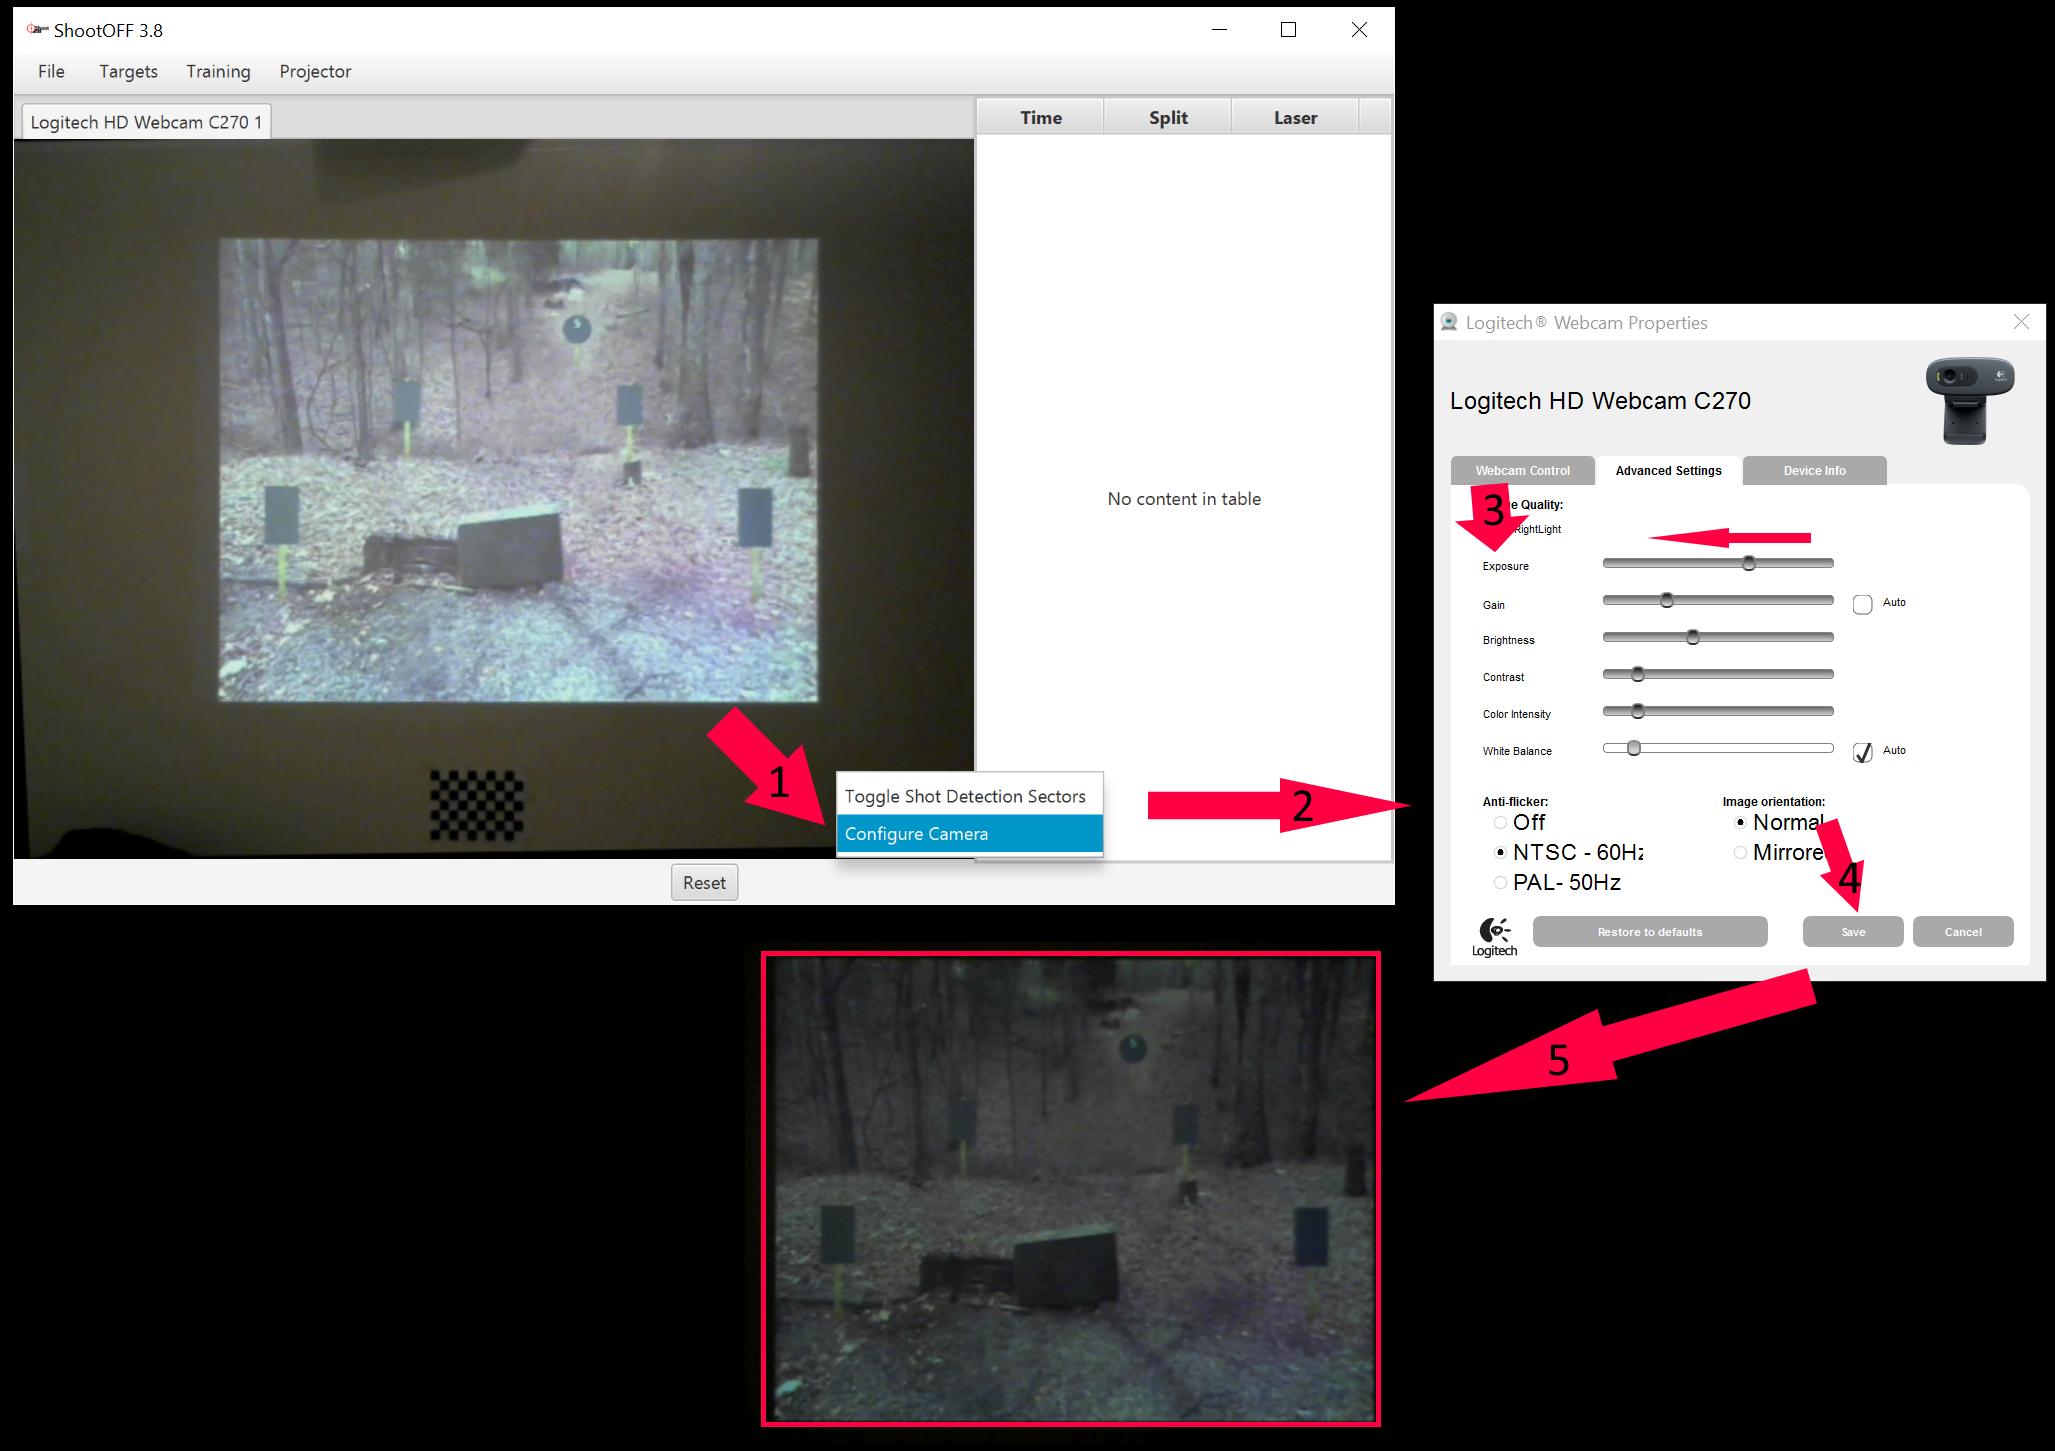 ShootOFF 3.8
File Targets Training Projector
Logitech HD Webcam C270 1
Time Split Laser
No content in table
S
1
Toggle Shot Detection Sectors
Configure Camera
2
Reset
Logitech® Webcam Properties
Logitech HD Webcam C270
Webcam Control Advanced Settings Device Info
3
e Quality:
RightLight
Exposure
Gain Auto
Brightness
Contrast
Color Intensity
White Balance Auto
Anti-flicker: Image orientation:
Off Normal
NTSC - 60Hz Mirrore
PAL- 50Hz
4
Logitech
Restore to defaults Save Cancel
5
S